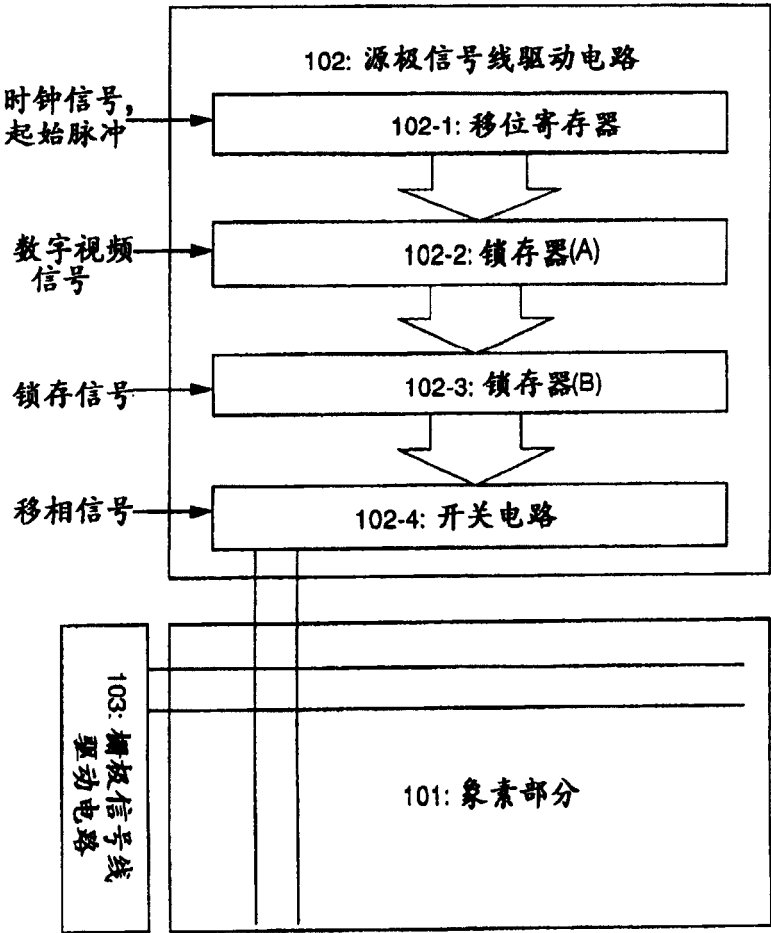 102: 源极信号线驱动电路
时钟信号,
起始脉冲
102-1: 移位寄存器
数字视频
信号
102-2: 锁存器(A)
锁存信号
102-3: 锁存器(B)
移相信号
102-4: 开关电路
103: 栅极信号线
驱动电路
101: 象素部分